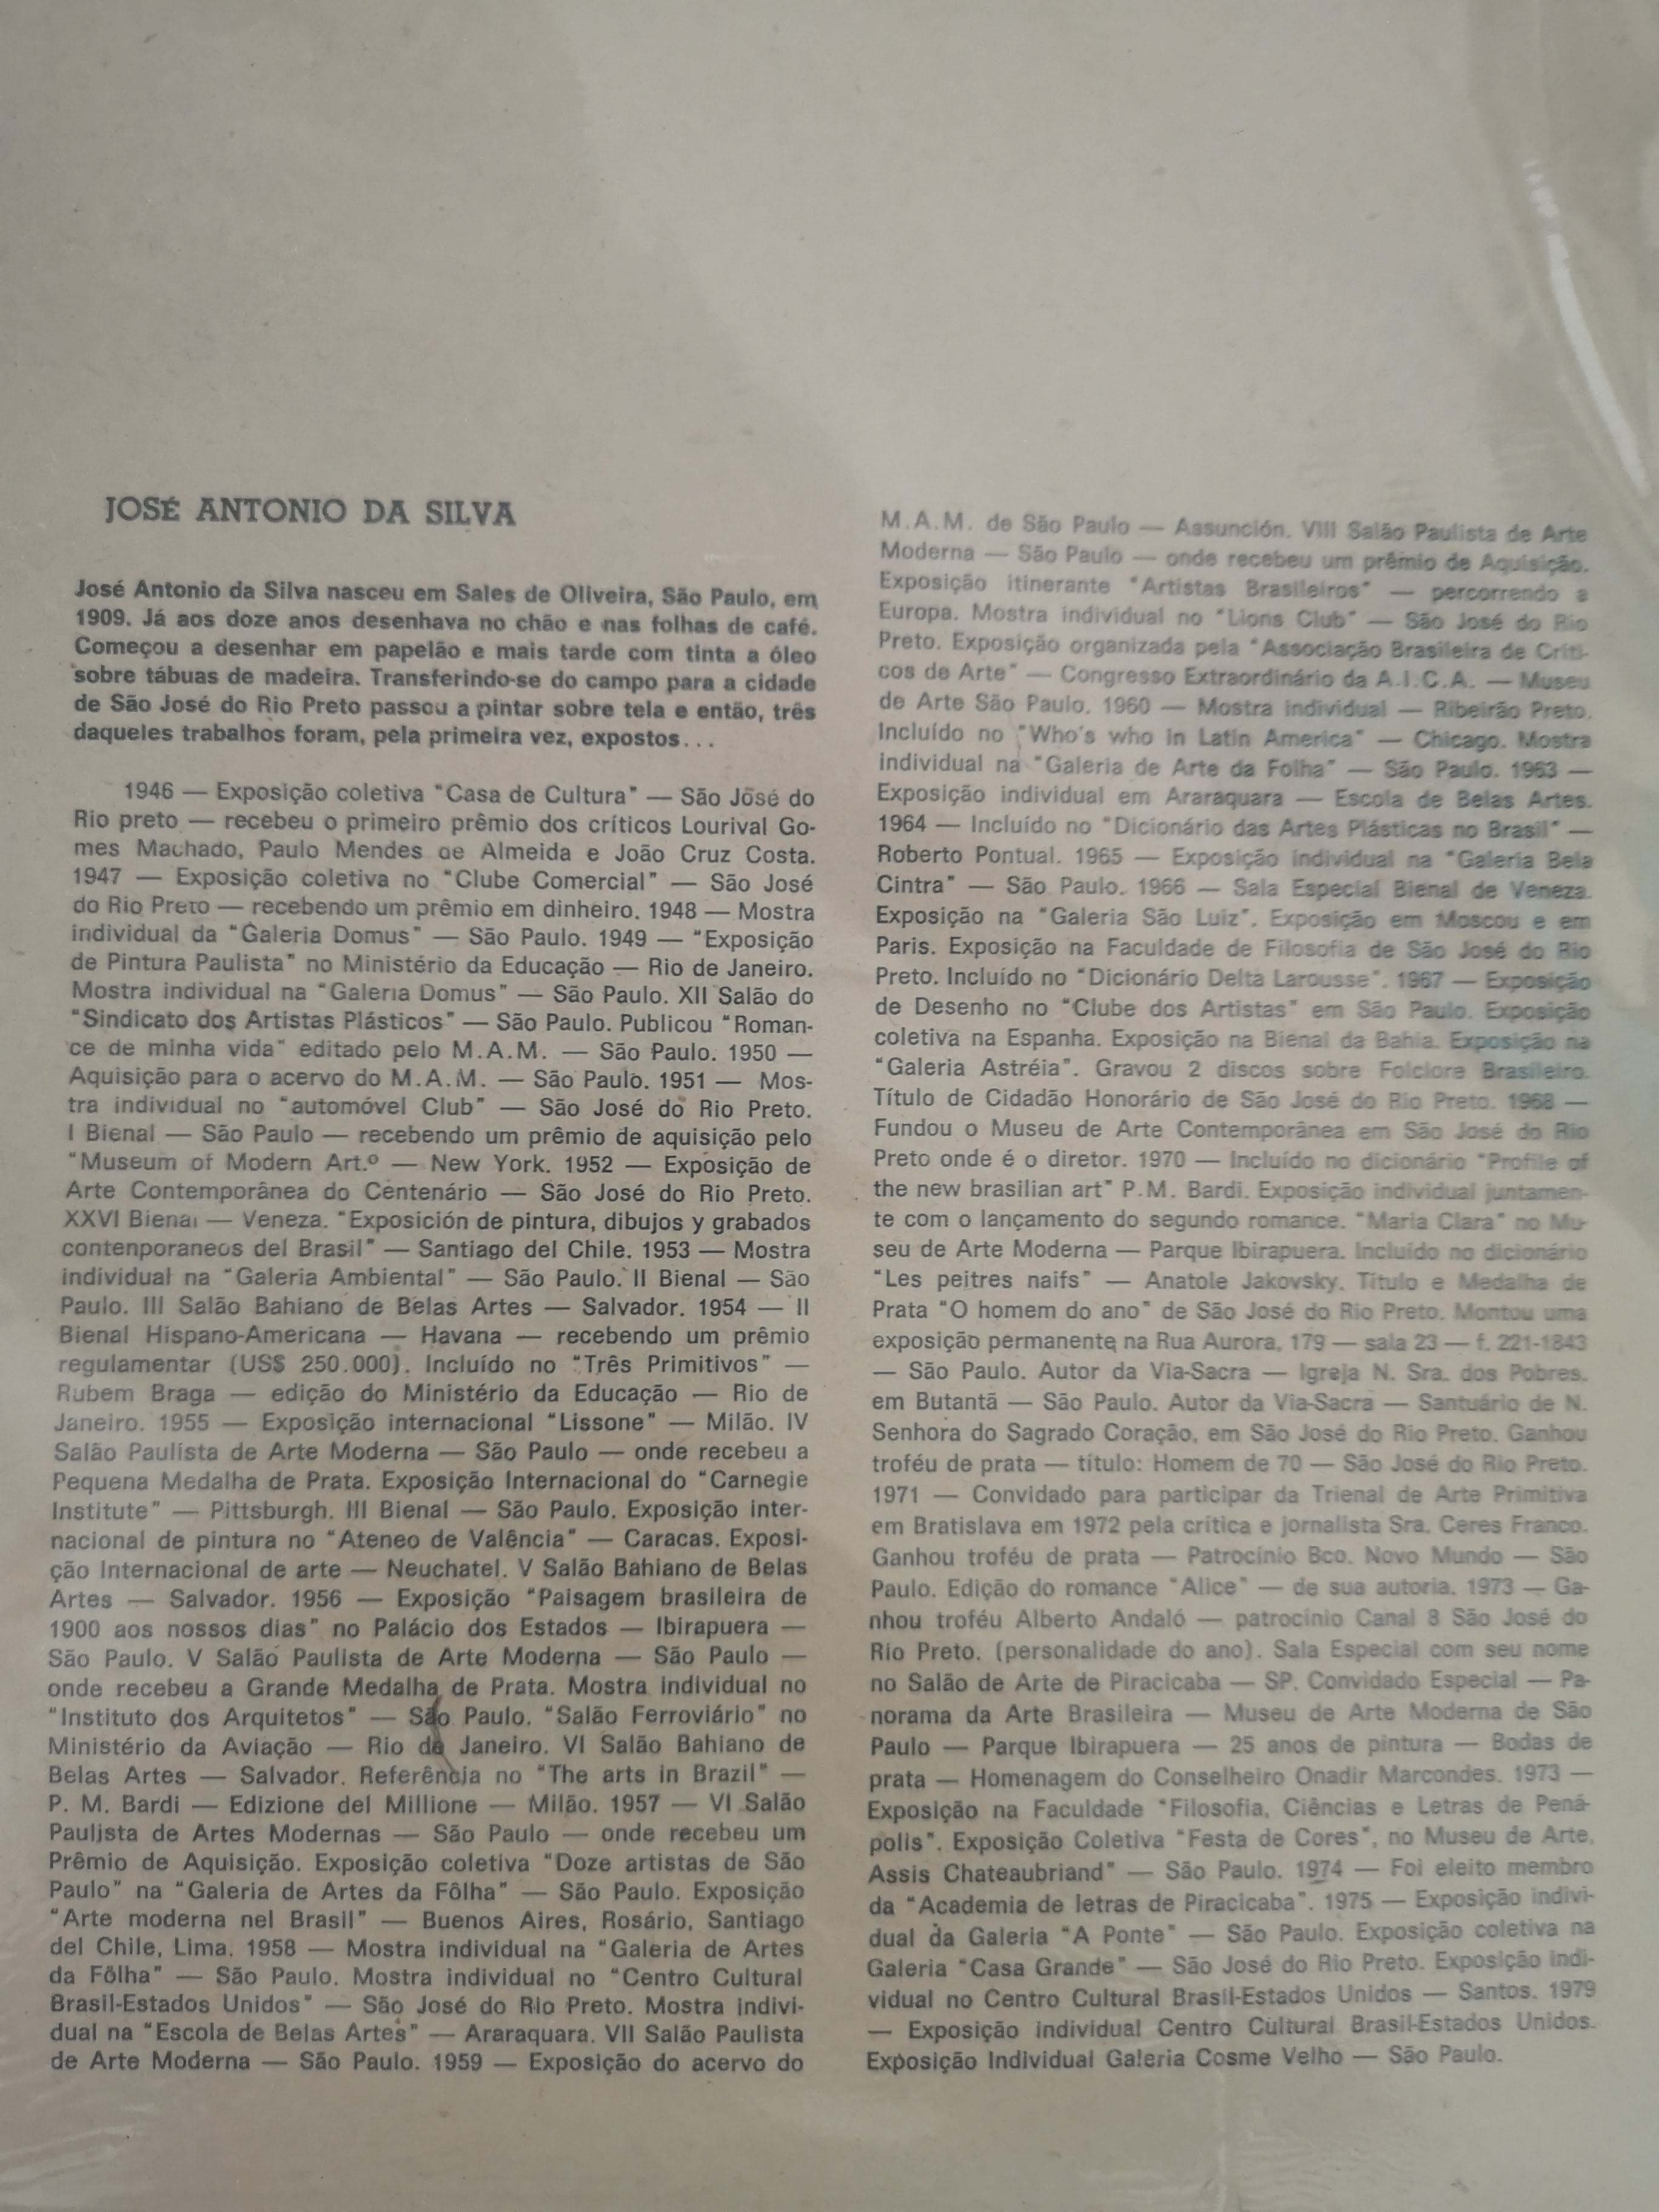 JOSÉ ANTONIO DA SILVA
José Antonio da Silva nasceu em Sales de Oliveira, São Paulo, em
1909. Já aos doze anos desenhava no chão e nas folhas de café.
Começou a desenhar em papelão e mais tarde com tinta a óleo
sobre tábuas de madeira. Transferindo-se do campo para a cidade
de São José do Rio Preto passou a pintar sobre tela e então, três
daqueles trabalhos foram, pela primeira vez, expostos...
1946 — Exposição coletiva “Casa de Cultura” — São José do
Rio preto — recebeu o primeiro prêmio dos críticos Lourival Go-
mes Machado, Paulo Mendes de Almeida e João Cruz Costa.
1947 — Exposição coletiva no “Clube Comercial” — São José
do Rio Preto — recebendo um prêmio em dinheiro. 1948 — Mostra
individual da “Galeria Domus” — São Paulo. 1949 — “Exposição
de Pintura Paulista” no Ministério da Educação — Rio de Janeiro.
Mostra individual na “Galeria Domus” — São Paulo. XII Salão do
“Sindicato dos Artistas Plásticos” — São Paulo. Publicou “Roman-
ce de minha vida” editado pelo M.A.M. — São Paulo. 1950 —
Aquisição para o acervo do M.A.M. — São Paulo. 1951 — Mos-
tra individual no “automóvel Club” — São José do Rio Preto.
I Bienal — São Paulo — recebendo um prêmio de aquisição pelo
“Museum of Modern Art.º — New York. 1952 — Exposição de
Arte Contemporânea do Centenário — São José do Rio Preto.
XXVI Bienal — Veneza. “Exposición de pintura, dibujos y grabados
contenporaneos del Brasil” — Santiago del Chile. 1953 — Mostra
individual na “Galeria Ambiental” — São Paulo. II Bienal — São
Paulo. III Salão Bahiano de Belas Artes — Salvador. 1954 — II
Bienal Hispano-Americana — Havana — recebendo um prêmio
regulamentar (US$ 250.000). Incluído no “Três Primitivos” —
Rubem Braga — edição do Ministério da Educação — Rio de
Janeiro. 1955 — Exposição internacional “Lissone” — Milão. IV
Salão Paulista de Arte Moderna — São Paulo — onde recebeu a
Pequena Medalha de Prata. Exposição Internacional do “Carnegie
Institute” — Pittsburgh. III Bienal — São Paulo. Exposição inter-
nacional de pintura no “Ateneo de Valência” — Caracas. Exposi-
ção Internacional de arte — Neuchatel. V Salão Bahiano de Belas
Artes — Salvador. 1956 — Exposição “Paisagem brasileira de
1900 aos nossos dias” no Palácio dos Estados — Ibirapuera —
São Paulo. V Salão Paulista de Arte Moderna — São Paulo —
onde recebeu a Grande Medalha de Prata. Mostra individual no
“Instituto dos Arquitetos” — São Paulo. “Salão Ferroviário” no
Ministério da Aviação — Rio de Janeiro. VI Salão Bahiano de
Belas Artes — Salvador. Referência no “The arts in Brazil” —
P. M. Bardi — Edizione del Millione — Milão. 1957 — VI Salão
Paulista de Artes Modernas — São Paulo — onde recebeu um
Prêmio de Aquisição. Exposição coletiva “Doze artistas de São
Paulo” na “Galeria de Artes da Fôlha” — São Paulo. Exposição
“Arte moderna nel Brasil” — Buenos Aires, Rosário, Santiago
del Chile, Lima. 1958 — Mostra individual na “Galeria de Artes
da Fôlha” — São Paulo. Mostra individual no “Centro Cultural
Brasil-Estados Unidos” — São José do Rio Preto. Mostra indivi-
dual na “Escola de Belas Artes” — Araraquara. VII Salão Paulista
de Arte Moderna — São Paulo. 1959 — Exposição do acervo do
M.A.M. de São Paulo — Assunción. VIII Salão Paulista de Arte
Moderna — São Paulo — onde recebeu um prêmio de Aquisição.
Exposição itinerante “Artistas Brasileiros” — percorrendo a
Europa. Mostra individual no “Lions Club” — São José do Rio
Preto. Exposição organizada pela “Associação Brasileira de Críti-
cos de Arte” — Congresso Extraordinário da A.I.C.A. — Museu
de Arte São Paulo. 1960 — Mostra individual — Ribeirão Preto.
Incluído no “Who's who in Latin America” — Chicago. Mostra
individual na “Galeria de Arte da Folha” — São Paulo. 1963 —
Exposição individual em Araraquara — Escola de Belas Artes.
1964 — Incluído no “Dicionário das Artes Plásticas no Brasil” —
Roberto Pontual. 1965 — Exposição individual na “Galeria Bela
Cintra” — São Paulo. 1966 — Sala Especial Bienal de Veneza.
Exposição na “Galeria São Luiz”. Exposição em Moscou e em
Paris. Exposição na Faculdade de Filosofia de São José do Rio
Preto. Incluído no “Dicionário Delta Larousse”. 1967 — Exposição
de Desenho no “Clube dos Artistas” em São Paulo. Exposição
coletiva na Espanha. Exposição na Bienal da Bahia. Exposição na
“Galeria Astréia”. Gravou 2 discos sobre Folclore Brasileiro.
Título de Cidadão Honorário de São José do Rio Preto. 1968 —
Fundou o Museu de Arte Contemporânea em São José do Rio
Preto onde é o diretor. 1970 — Incluído no dicionário “Profile of
the new brasilian art” P.M. Bardi. Exposição individual juntamen-
te com o lançamento do segundo romance. “Maria Clara” no Mu-
seu de Arte Moderna — Parque Ibirapuera. Incluído no dicionário
“Les peitres naifs” — Anatole Jakovsky. Título e Medalha de
Prata “O homem do ano” de São José do Rio Preto. Montou uma
exposição permanente na Rua Aurora, 179 — sala 23 — f. 221-1843
— São Paulo. Autor da Via-Sacra — Igreja N. Sra. dos Pobres.
em Butantã — São Paulo. Autor da Via-Sacra — Santuário de N.
Senhora do Sagrado Coração, em São José do Rio Preto. Ganhou
troféu de prata — título: Homem de 70 — São José do Rio Preto.
1971 — Convidado para participar da Trienal de Arte Primitiva
em Bratislava em 1972 pela crítica e jornalista Sra. Ceres Franco.
Ganhou troféu de prata — Patrocínio Bco. Novo Mundo — São
Paulo. Edição do romance “Alice” — de sua autoria. 1973 — Ga-
nhou troféu Alberto Andaló — patrocínio Canal 8 São José do
Rio Preto. (personalidade do ano). Sala Especial com seu nome
no Salão de Arte de Piracicaba — SP. Convidado Especial — Pa-
norama da Arte Brasileira — Museu de Arte Moderna de São
Paulo — Parque Ibirapuera — 25 anos de pintura — Bodas de
prata — Homenagem do Conselheiro Onadir Marcondes. 1973 —
Exposição na Faculdade “Filosofia, Ciências e Letras de Pená-
polis”. Exposição Coletiva “Festa de Cores”, no Museu de Arte,
Assis Chateaubriand” — São Paulo. 1974 — Foi eleito membro
da “Academia de letras de Piracicaba”. 1975 — Exposição indivi-
dual da Galeria “A Ponte” — São Paulo. Exposição coletiva na
Galeria “Casa Grande” — São José do Rio Preto. Exposição indi-
vidual no Centro Cultural Brasil-Estados Unidos — Santos. 1979
— Exposição individual Centro Cultural Brasil-Estados Unidos.
Exposição Individual Galeria Cosme Velho — São Paulo.